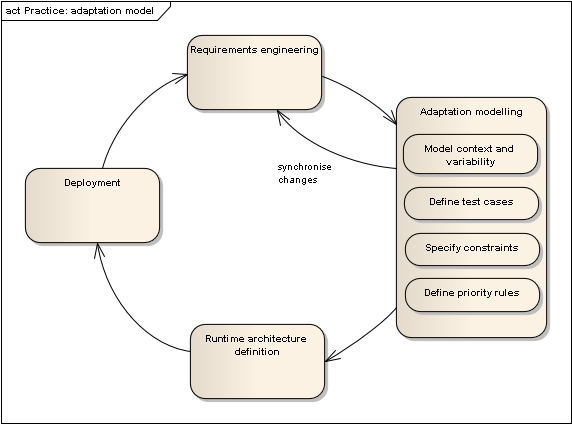 act Practice: adaptation model
Requirements engineering
Adaptation modelling
Model context and
variability
synchronise
changes
Deployment
Define test cases
Specify constraints
Define priority rules
Runtime architecture
definition